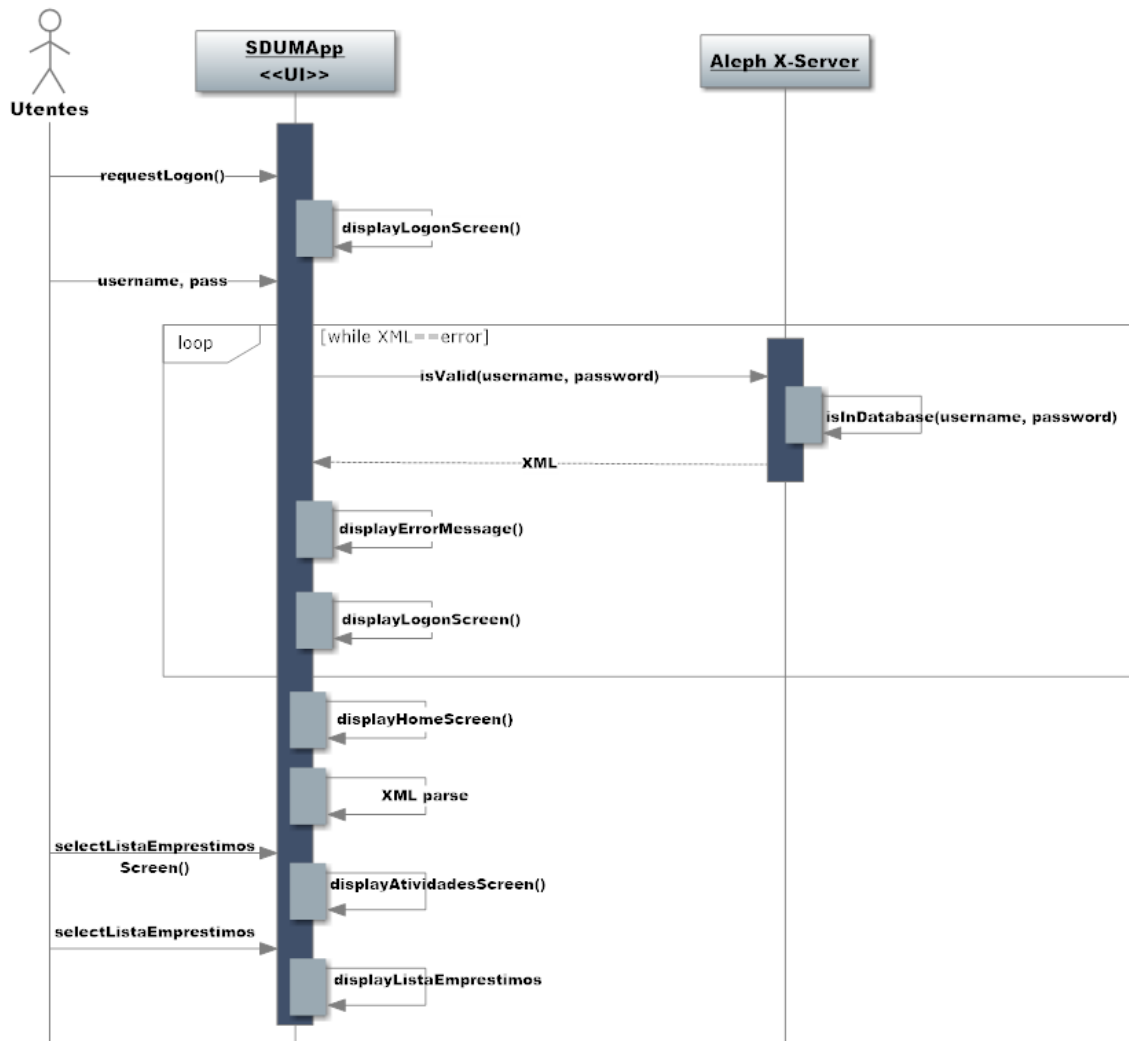 SDUMApp
<<UI>>
Aleph X-Server
Utentes
requestLogon()
displayLogonScreen()
username, pass
loop
[while XML==error]
isValid(username, password)
isInDatabase(username, password)
XML
displayErrorMessage()
displayLogonScreen()
displayHomeScreen()
XML parse
selectListaEmprestimos
Screen()
displayAtividadesScreen()
selectListaEmprestimos
displayListaEmprestimos